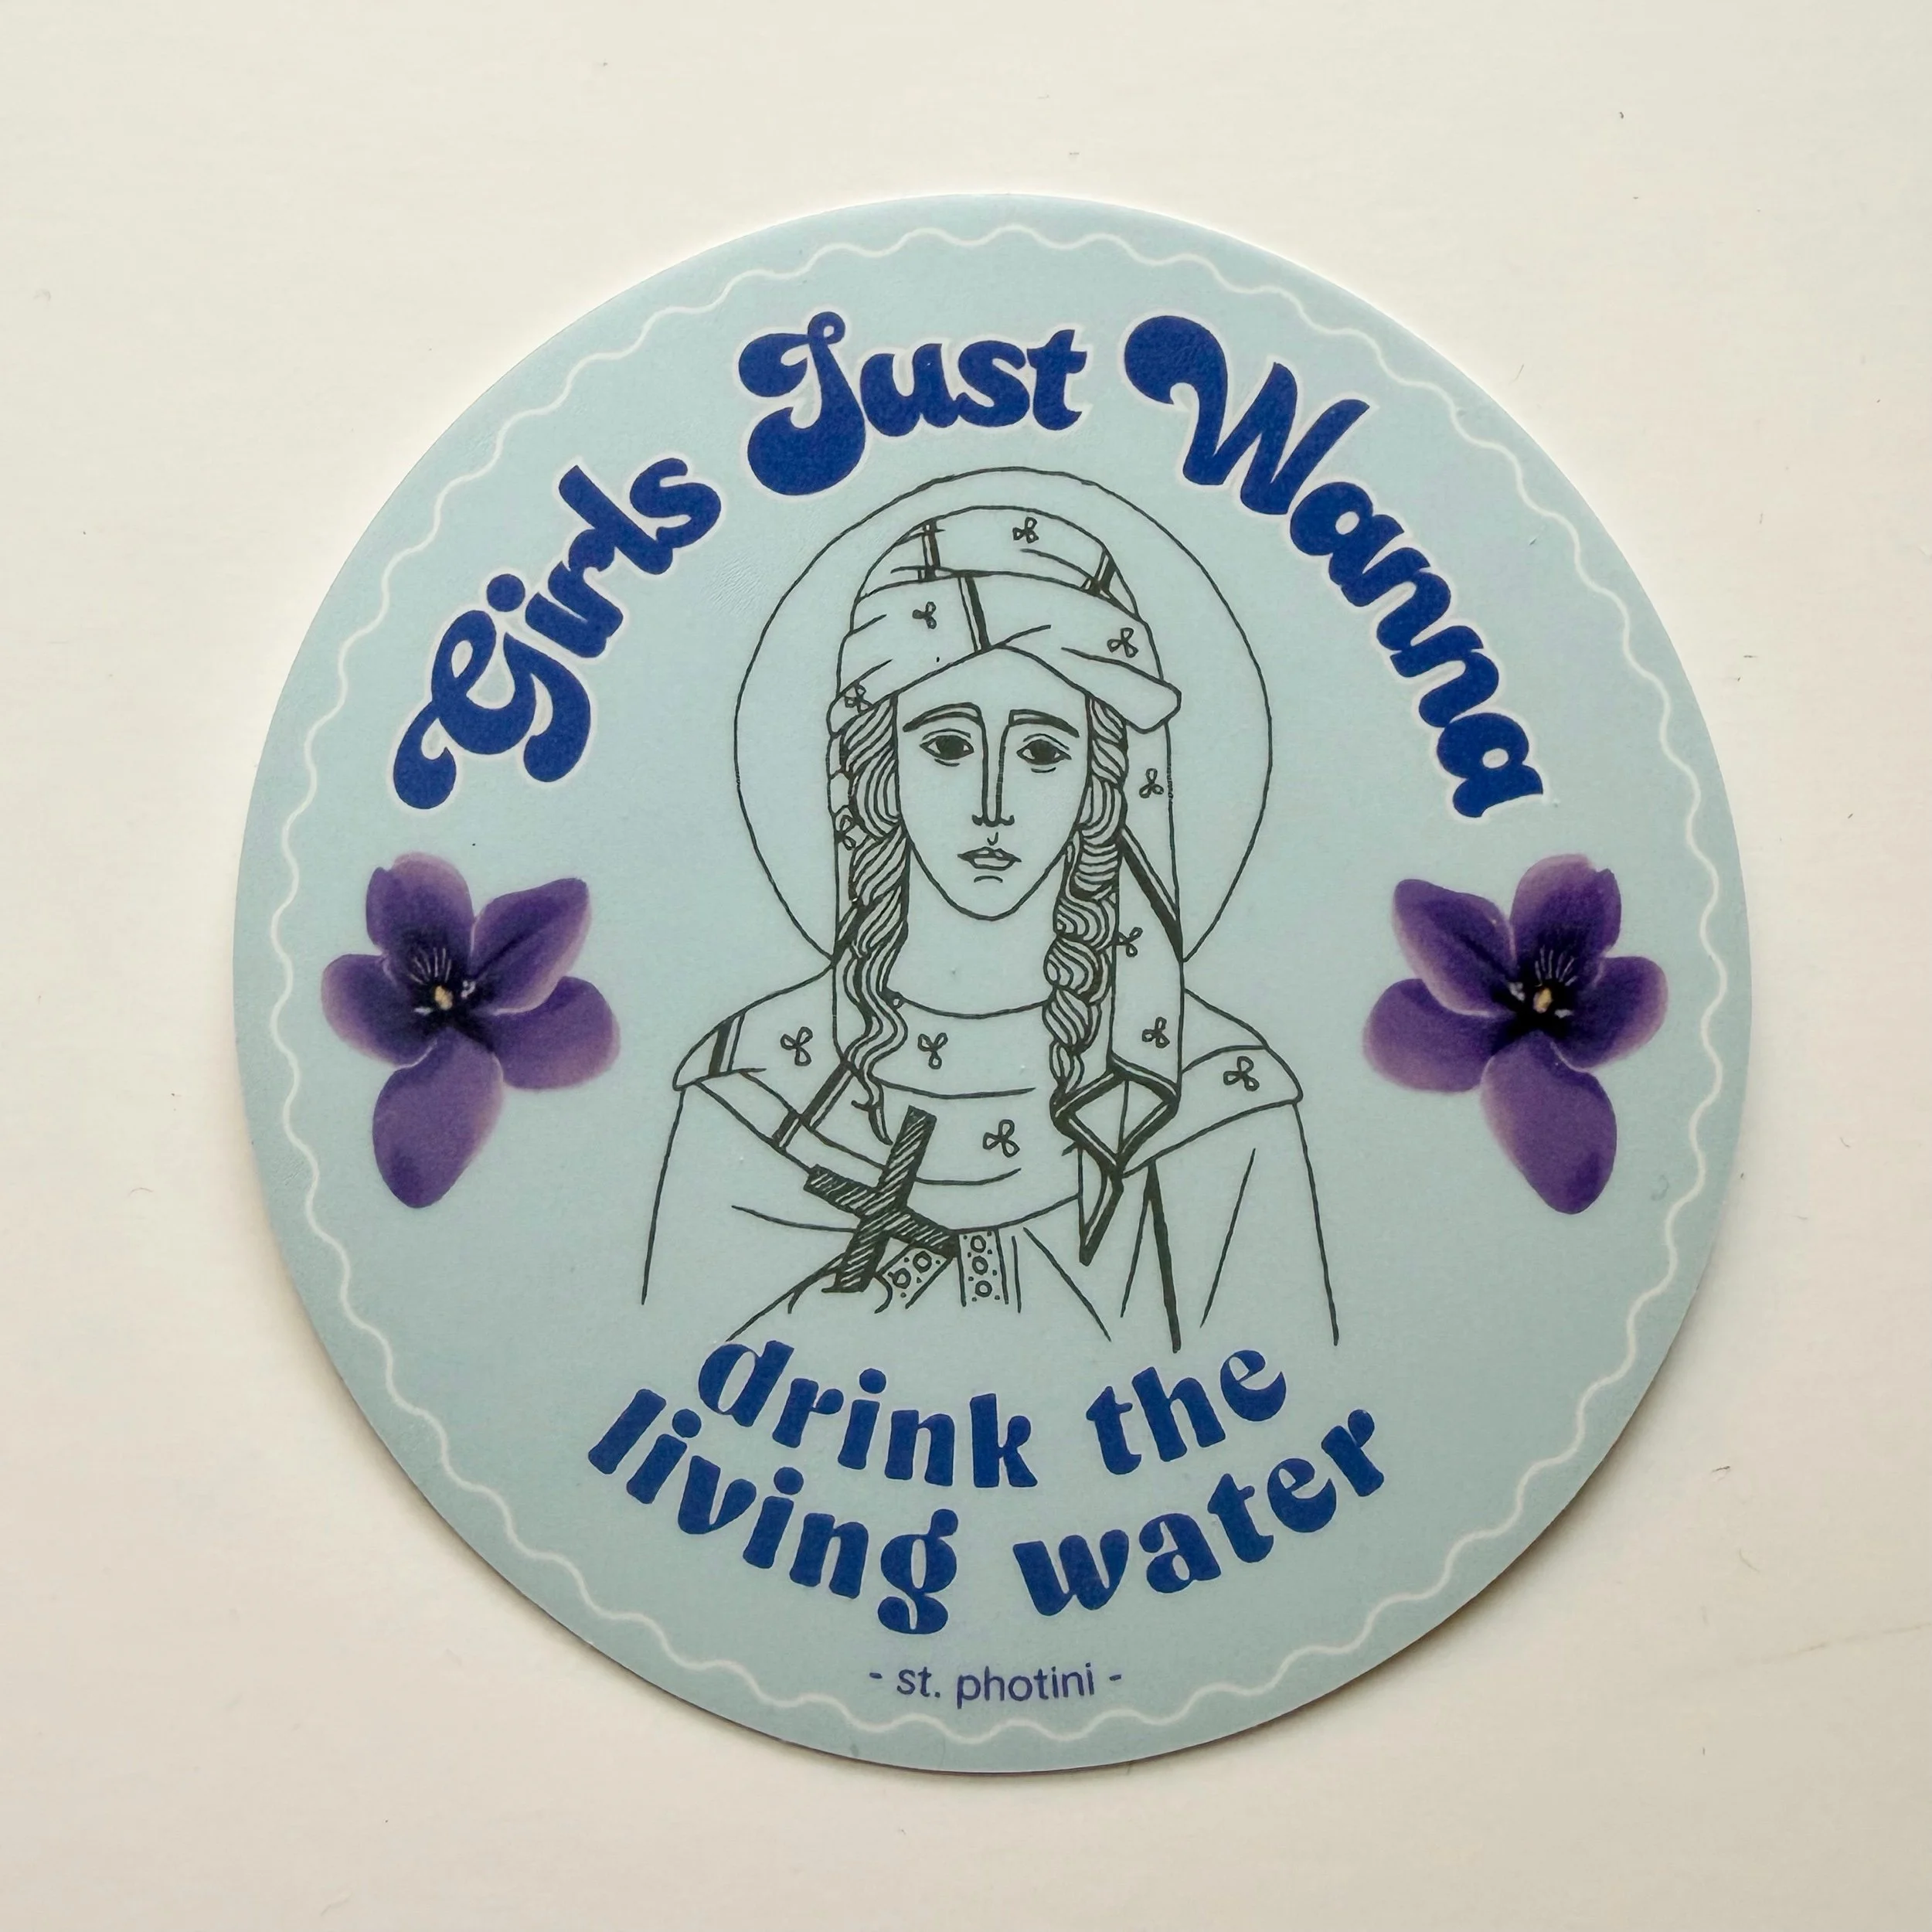 Girls Just Wanna
drink the
living water
- st. photini -